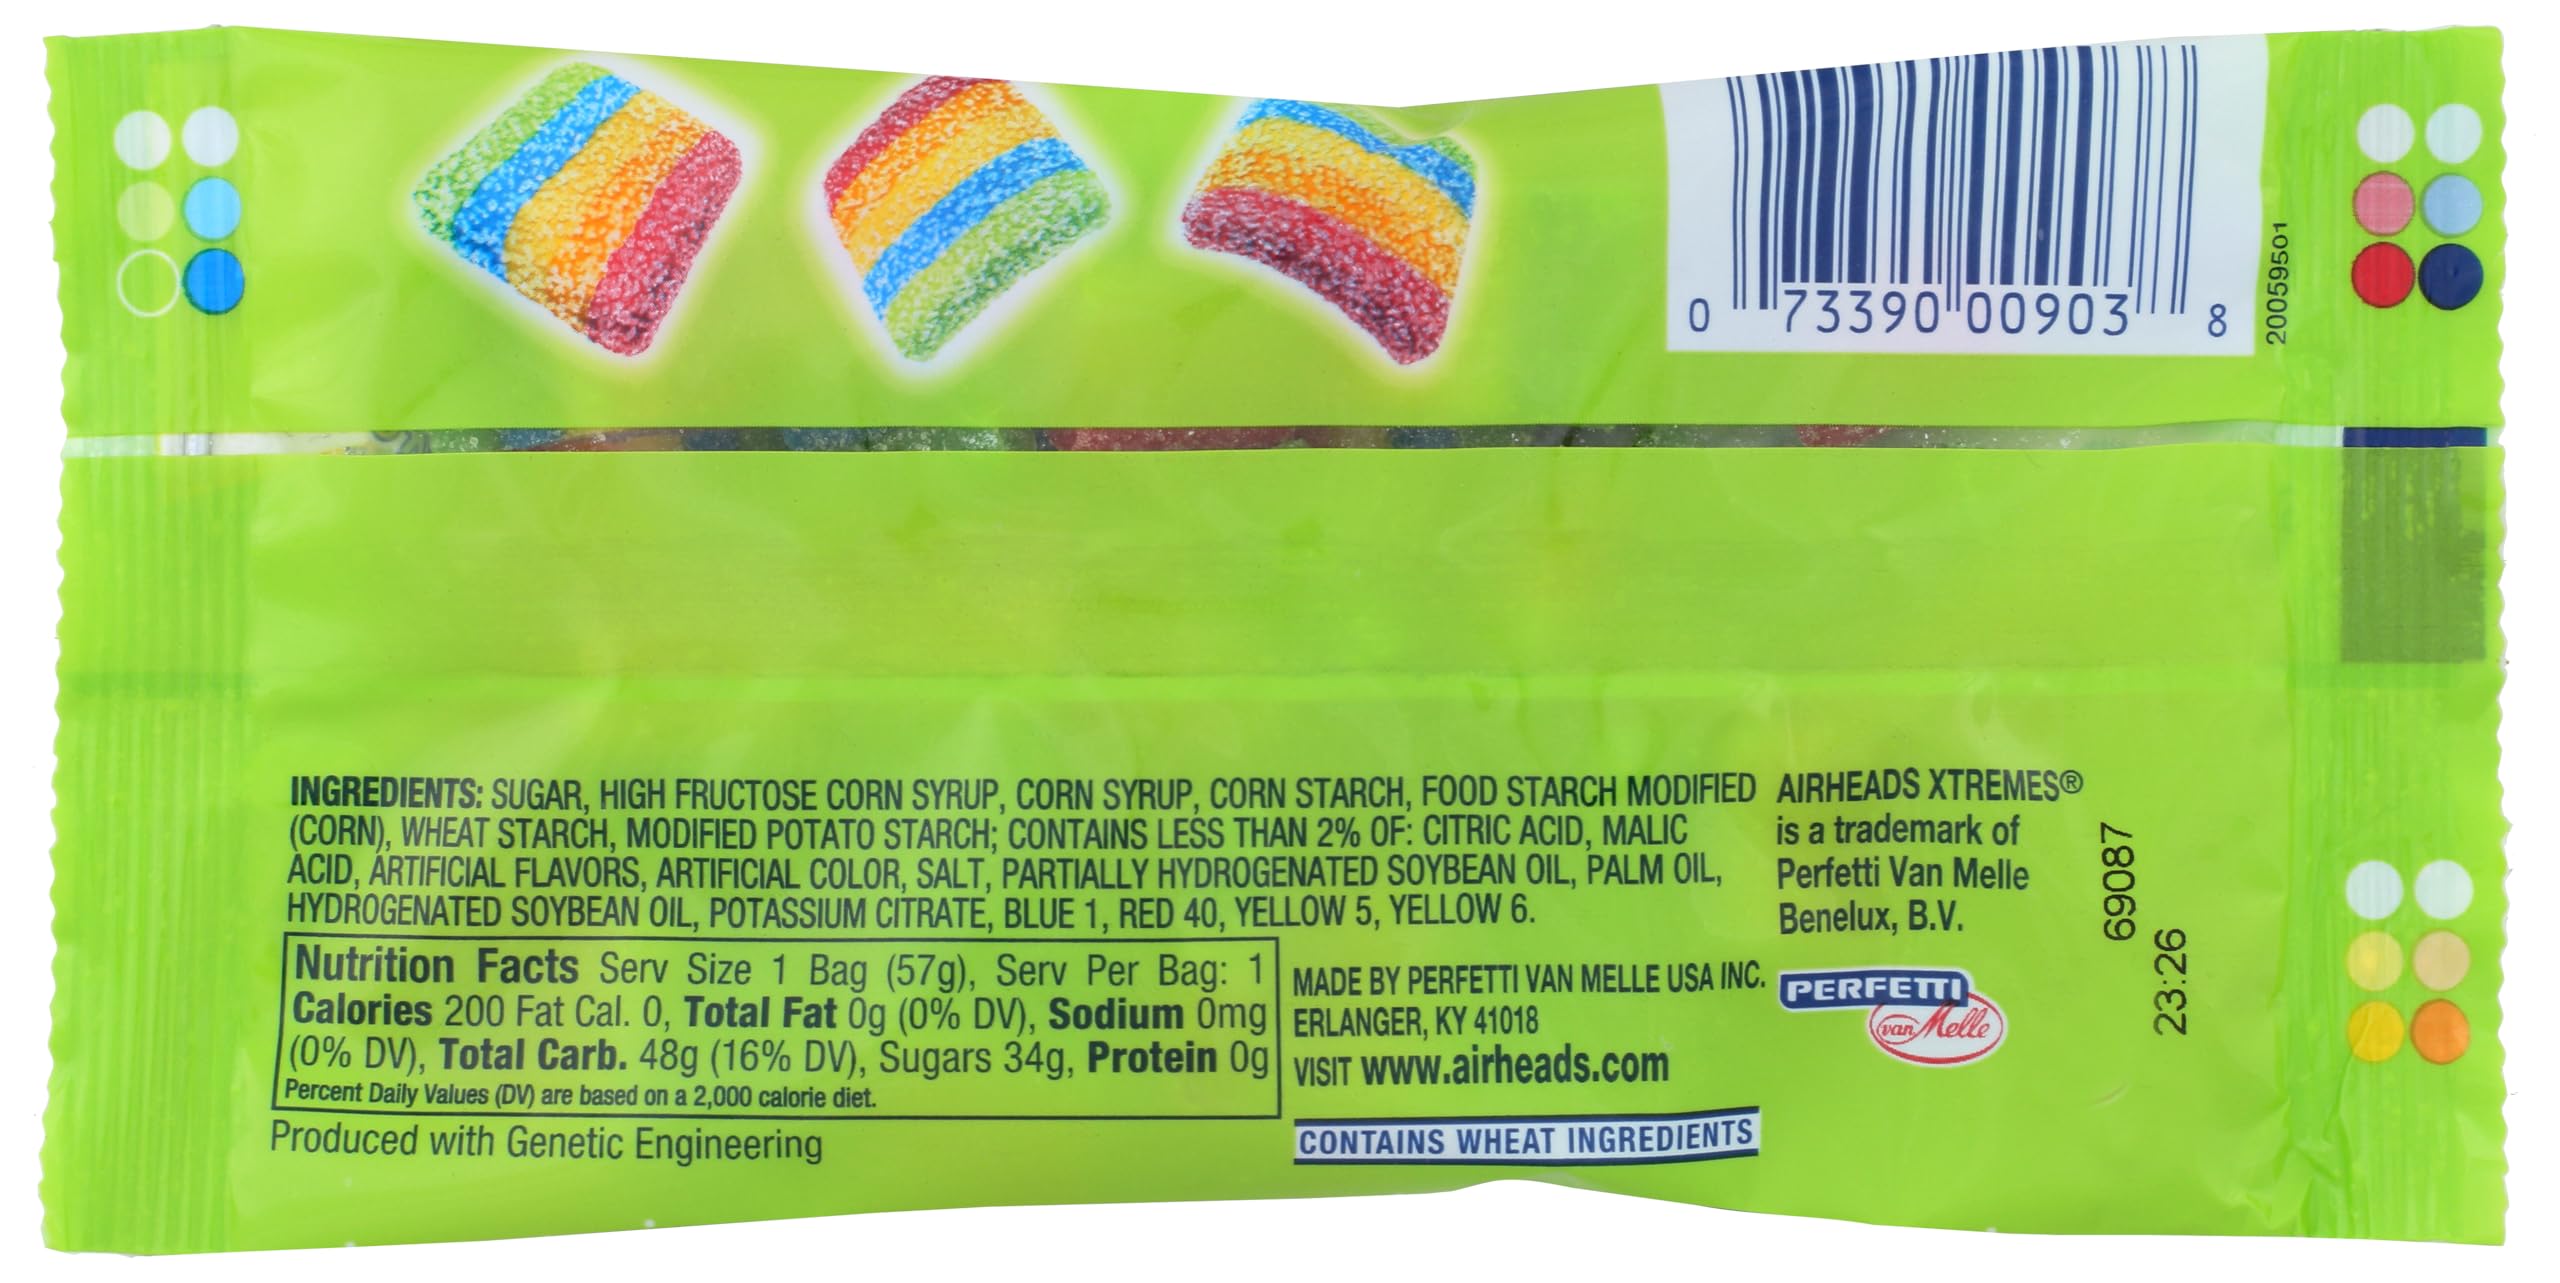 0 73390 00903 8
20059501
INGREDIENTS: SUGAR, HIGH FRUCTOSE CORN SYRUP, CORN SYRUP, CORN STARCH, FOOD STARCH MODIFIED
(CORN), WHEAT STARCH, MODIFIED POTATO STARCH; CONTAINS LESS THAN 2% OF: CITRIC ACID, MALIC
ACID, ARTIFICIAL FLAVORS, ARTIFICIAL COLOR, SALT, PARTIALLY HYDROGENATED SOYBEAN OIL, PALM OIL,
HYDROGENATED SOYBEAN OIL, POTASSIUM CITRATE, BLUE 1, RED 40, YELLOW 5, YELLOW 6.
Nutrition Facts Serv Size 1 Bag (57g), Serv Per Bag: 1
Calories 200 Fat Cal. 0, Total Fat 0g (0% DV), Sodium 0mg
(0% DV), Total Carb. 48g (16% DV), Sugars 34g, Protein 0g
Percent Daily Values (DV) are based on a 2,000 calorie diet.
Produced with Genetic Engineering
MADE BY PERFETTI VAN MELLE USA INC.
ERLANGER, KY 41018
VISIT www.airheads.com
CONTAINS WHEAT INGREDIENTS
AIRHEADS XTREMES®
is a trademark of
Perfetti Van Melle
Benelux, B.V.
PERFETTI
van Melle
69087
23:26